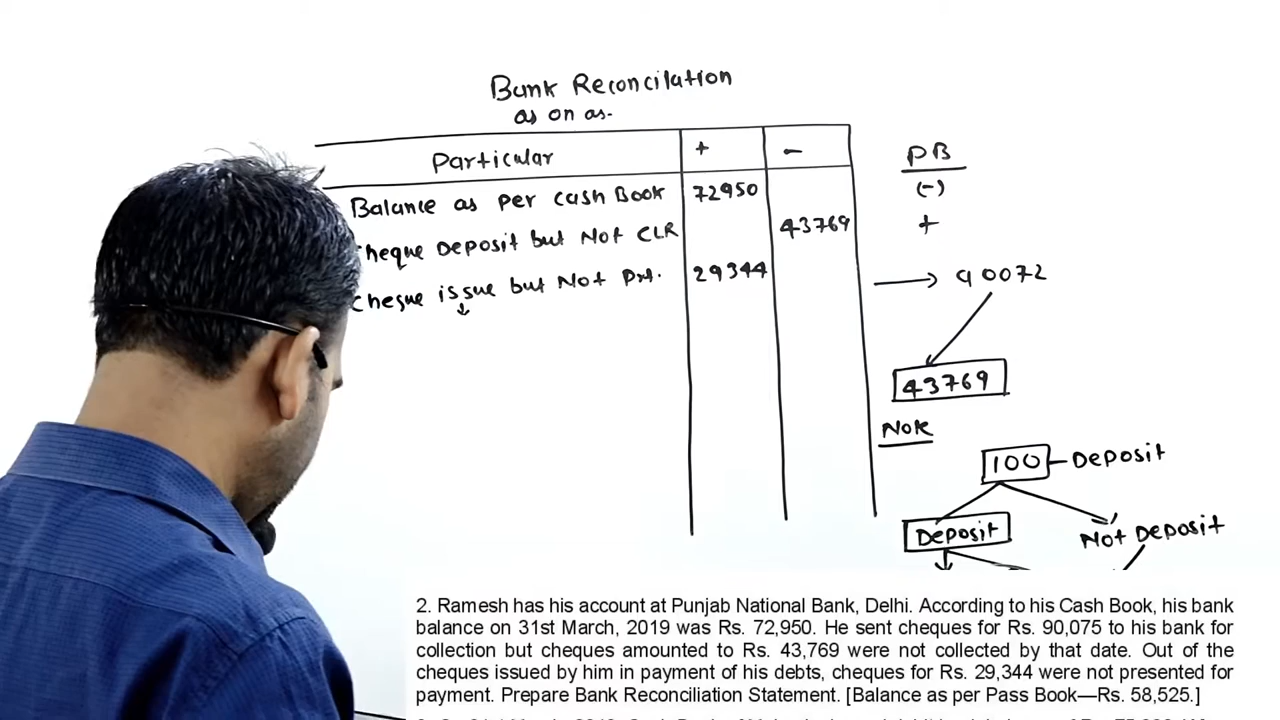 Bank Reconcilation
as on as.
Particular + -
Balance as per Cash Book 72950
Cheque Deposit but Not CLR 43769
Cheque issue but Not Prt. 29344
PB
(-)
+
90072
43769
Note
100 - Deposit
Deposit Not Deposit
2. Ramesh has his account at Punjab National Bank, Delhi. According to his Cash Book, his bank
balance on 31st March, 2019 was Rs. 72,950. He sent cheques for Rs. 90,075 to his bank for
collection but cheques amounted to Rs. 43,769 were not collected by that date. Out of the
cheques issued by him in payment of his debts, cheques for Rs. 29,344 were not presented for
payment. Prepare Bank Reconciliation Statement. [Balance as per Pass Book—Rs. 58,525.]